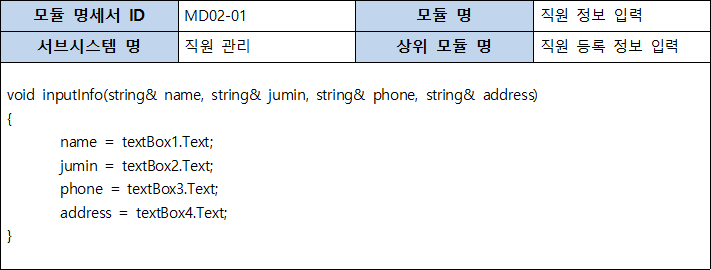 모듈 명세서 ID MD02-01 모듈 명 직원 정보 입력
서브시스템 명 직원 관리 상위 모듈 명 직원 등록 정보 입력
void inputInfo(string& name, string& jumin, string& phone, string& address)
{
name = textBox1.Text;
jumin = textBox2.Text;
phone = textBox3.Text;
address = textBox4.Text;
}